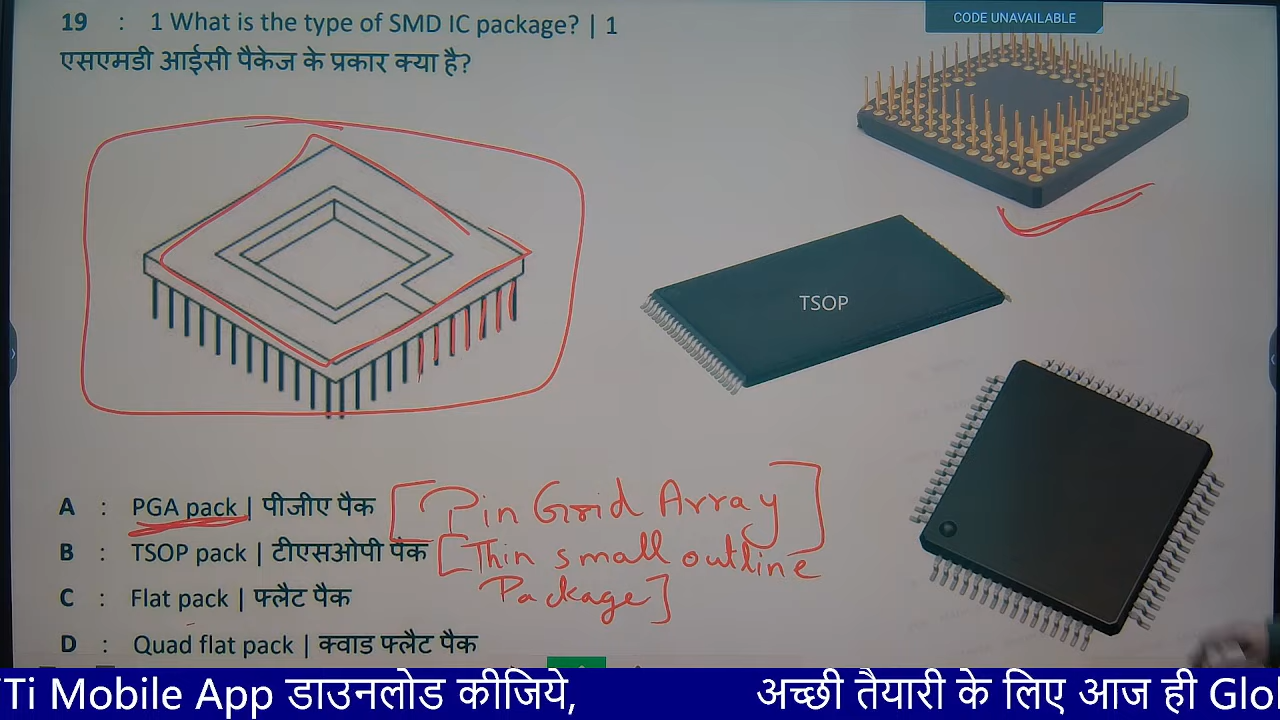 CODE UNAVAILABLE
19 : 1 What is the type of SMD IC package? | 1
एसएमडी आईसी पैकेज के प्रकार क्या है?
TSOP
A : PGA pack | पीजीए पैक [Pin Grid Array]
B : TSOP pack | टीएसओपी पैक [Thin small outline
Package]
C : Flat pack | फ्लैट पैक
D : Quad flat pack | क्वाड फ्लैट पैक
Ti Mobile App डाउनलोड कीजिये, अच्छी तैयारी के लिए आज ही Glo